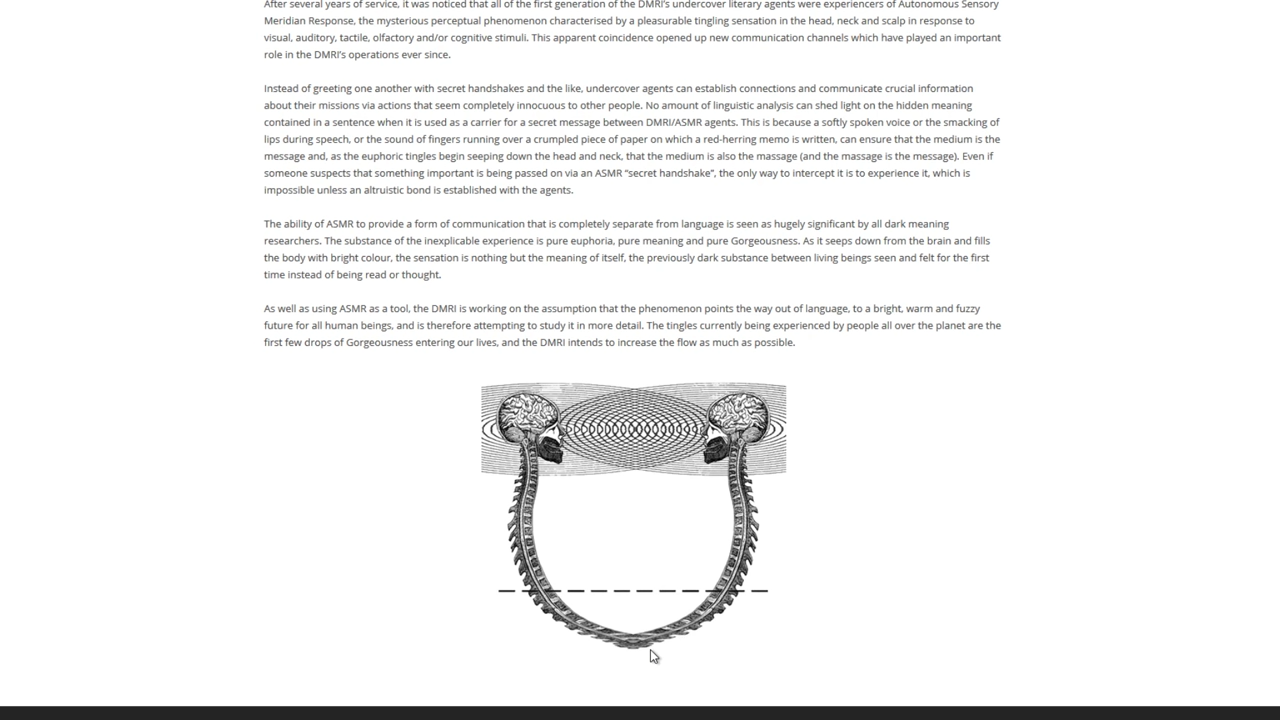 After several years of service, it was noticed that all of the first generation of the DMRI's undercover literary agents were experiencers of Autonomous Sensory
Meridian Response, the mysterious perceptual phenomenon characterised by a pleasurable tingling sensation in the head, neck and scalp in response to
visual, auditory, tactile, olfactory and/or cognitive stimuli. This apparent coincidence opened up new communication channels which have played an important
role in the DMRI's operations ever since.
Instead of greeting one another with secret handshakes and the like, undercover agents can establish connections and communicate crucial information
about their missions via actions that seem completely innocuous to other people. No amount of linguistic analysis can shed light on the hidden meaning
contained in a sentence when it is used as a carrier for a secret message between DMRI/ASMR agents. This is because a softly spoken voice or the smacking of
lips during speech, or the sound of fingers running over a crumpled piece of paper on which a red-herring memo is written, can ensure that the medium is the
message and, as the euphoric tingles begin seeping down the head and neck, that the medium is also the massage (and the massage is the message). Even if
someone suspects that something important is being passed on via an ASMR “secret handshake”, the only way to intercept it is to experience it, which is
impossible unless an altruistic bond is established with the agents.
The ability of ASMR to provide a form of communication that is completely separate from language is seen as hugely significant by all dark meaning
researchers. The substance of the inexplicable experience is pure euphoria, pure meaning and pure Gorgeousness. As it seeps down from the brain and fills
the body with bright colour, the sensation is nothing but the meaning of itself, the previously dark substance between living beings seen and felt for the first
time instead of being read or thought.
As well as using ASMR as a tool, the DMRI is working on the assumption that the phenomenon points the way out of language, to a bright, warm and fuzzy
future for all human beings, and is therefore attempting to study it in more detail. The tingles currently being experienced by people all over the planet are the
first few drops of Gorgeousness entering our lives, and the DMRI intends to increase the flow as much as possible.